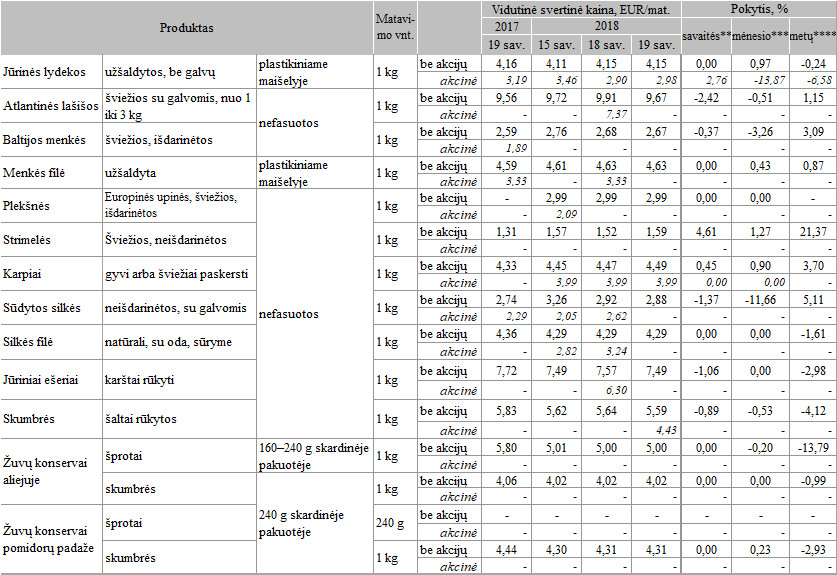 Produktas Matavi- mo vnt. Vidutinė svertinė kaina, EUR/mat. Pokytis, %
2017 2018 savaitės** mėnesio*** metų****
19 sav. 15 sav. 18 sav. 19 sav.
Jūrinės lydekos užšaldytos, be galvų plastikiniame maišelyje 1 kg be akcijų 4,16 4,11 4,15 4,15 0,00 0,97 -0,24
akcinė 3,19 3,46 2,90 2,98 2,76 -13,87 -6,58
Atlantinės lašišos šviežios su galvomis, nuo 1 iki 3 kg nefasuotos 1 kg be akcijų 9,56 9,72 9,91 9,67 -2,42 -0,51 1,15
akcinė - - 7,37 - - - -
Baltijos menkės šviežios, išdarinėtos 1 kg be akcijų 2,59 2,76 2,68 2,67 -0,37 -3,26 3,09
akcinė 1,89 - - - - - -
Menkės filė užšaldyta plastikiniame maišelyje 1 kg be akcijų 4,59 4,61 4,63 4,63 0,00 0,43 0,87
akcinė 3,33 - 3,33 - - - -
Plekšnės Europinės upinės, šviežios, išdarinėtos nefasuotos 1 kg be akcijų - 2,99 2,99 2,99 0,00 0,00 -
akcinė - 2,09 - - - - -
Strimelės Šviežios, neišdarinėtos 1 kg be akcijų 1,31 1,57 1,52 1,59 4,61 1,27 21,37
akcinė - - - - - - -
Karpiai gyvi arba šviežiai paskersti 1 kg be akcijų 4,33 4,45 4,47 4,49 0,45 0,90 3,70
akcinė - 3,99 3,99 3,99 0,00 0,00 -
Sūdytos silkės neišdarinėtos, su galvomis 1 kg be akcijų 2,74 3,26 2,92 2,88 -1,37 -11,66 5,11
akcinė 2,29 2,05 2,62 - - - -
Silkės filė natūrali, su oda, sūryme 1 kg be akcijų 4,36 4,29 4,29 4,29 0,00 0,00 -1,61
akcinė - 2,82 3,24 - - - -
Jūriniai ešeriai karštai rūkyti 1 kg be akcijų 7,72 7,49 7,57 7,49 -1,06 0,00 -2,98
akcinė - - 6,30 - - - -
Skumbrės šaltai rūkytos 1 kg be akcijų 5,83 5,62 5,64 5,59 -0,89 -0,53 -4,12
akcinė - - - 4,43 - - -
Žuvų konservai aliejuje šprotai 160–240 g skardinėje pakuotėje 1 kg be akcijų 5,80 5,01 5,00 5,00 0,00 -0,20 -13,79
akcinė - - - - - - -
skumbrės 240 g skardinėje pakuotėje 1 kg be akcijų 4,06 4,02 4,02 4,02 0,00 0,00 -0,99
akcinė - - - - - - -
Žuvų konservai pomidorų padaže šprotai 240 g be akcijų - - - - - - -
akcinė - - - - - - -
skumbrės 1 kg be akcijų 4,44 4,30 4,31 4,31 0,00 0,23 -2,93
akcinė - - - - - - -